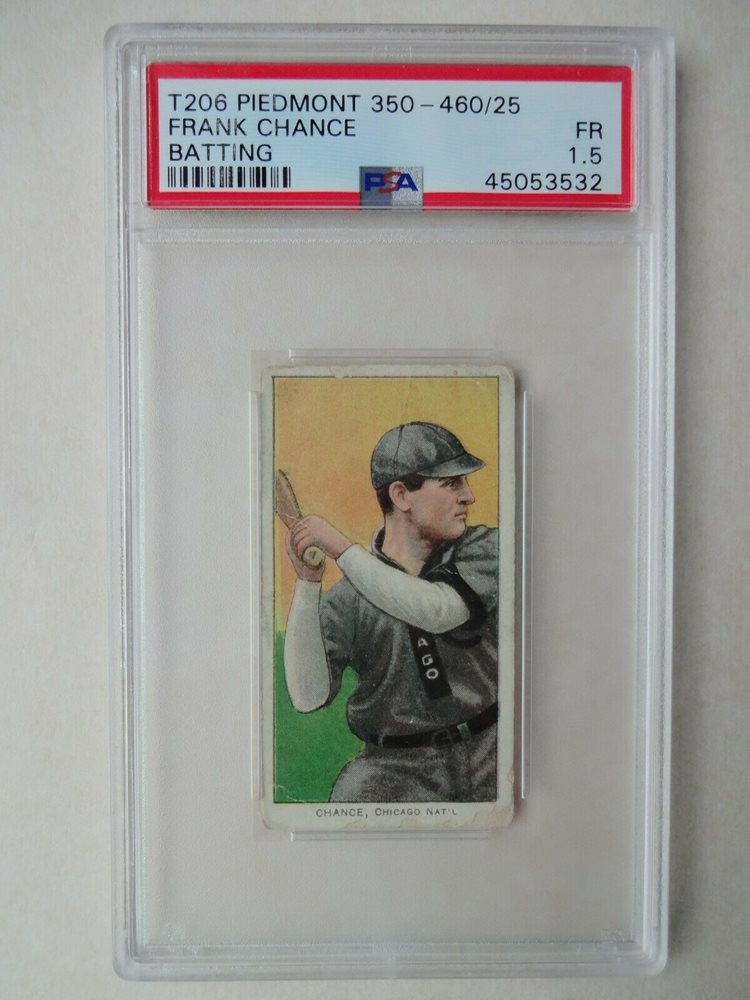 T206 PIEDMONT 350-460/25
FRANK CHANCE FR
BATTING 1.5
PSA 45053532
AGO
CHANCE, CHICAGO NAT'L